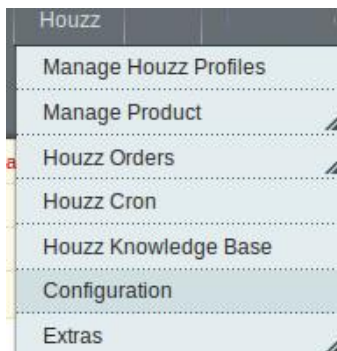 Houzz
Manage Houzz Profiles
Manage Product
a
Houzz Orders
Houzz Cron
Houzz Knowledge Base
Configuration
Extras